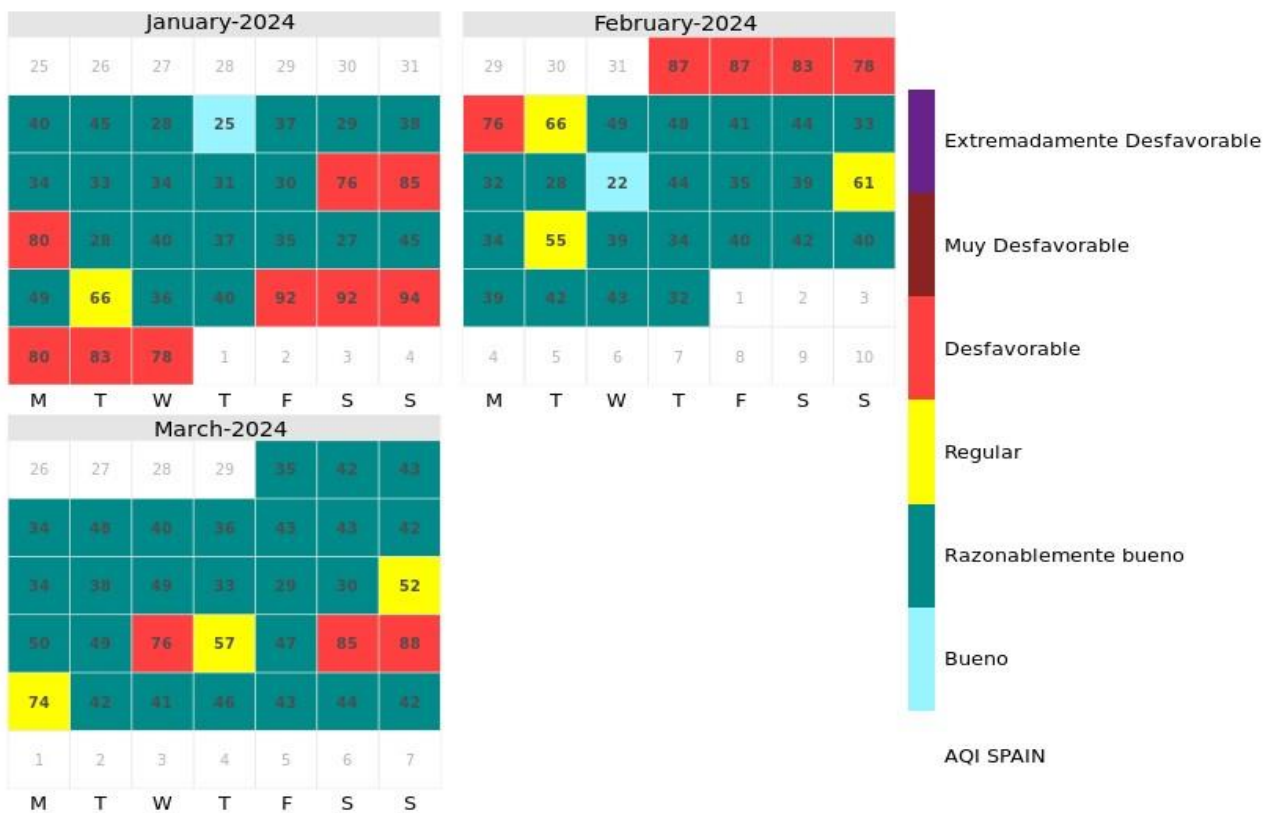 January-2024
25 26 27 28 29 30 31
40 45 28 25 37 29 38
34 33 34 31 30 76 85
80 28 40 37 35 27 45
49 66 36 40 92 92 94
80 83 78 1 2 3 4
M T W T F S S
February-2024
29 30 31 87 87 83 78
76 66 49 48 41 44 33
32 28 22 44 35 39 61
34 55 39 34 40 42 40
39 42 43 32 1 2 3
4 5 6 7 8 9 10
M T W T F S S
March-2024
26 27 28 29 35 42 43
34 48 40 36 43 43 42
34 38 49 33 29 30 52
50 49 76 57 47 85 88
74 42 41 46 43 44 42
1 2 3 4 5 6 7
M T W T F S S
Extremadamente Desfavorable
Muy Desfavorable
Desfavorable
Regular
Razonablemente bueno
Bueno
AQI SPAIN